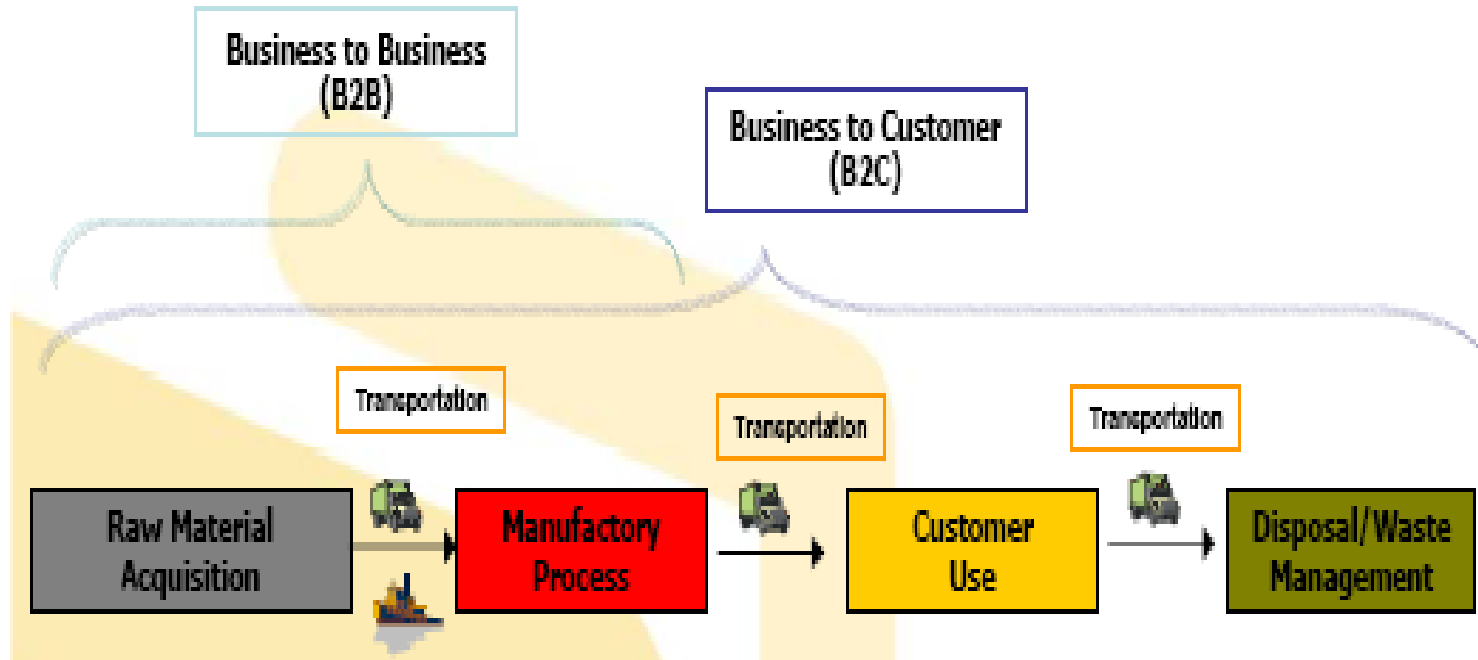 Business to Business
(B2B)
Business to Customer
(B2C)
Transportation
Transportation
Transportation
Raw Material
Acquisition
Manufactory
Process
Customer
Use
Disposal/Waste
Management